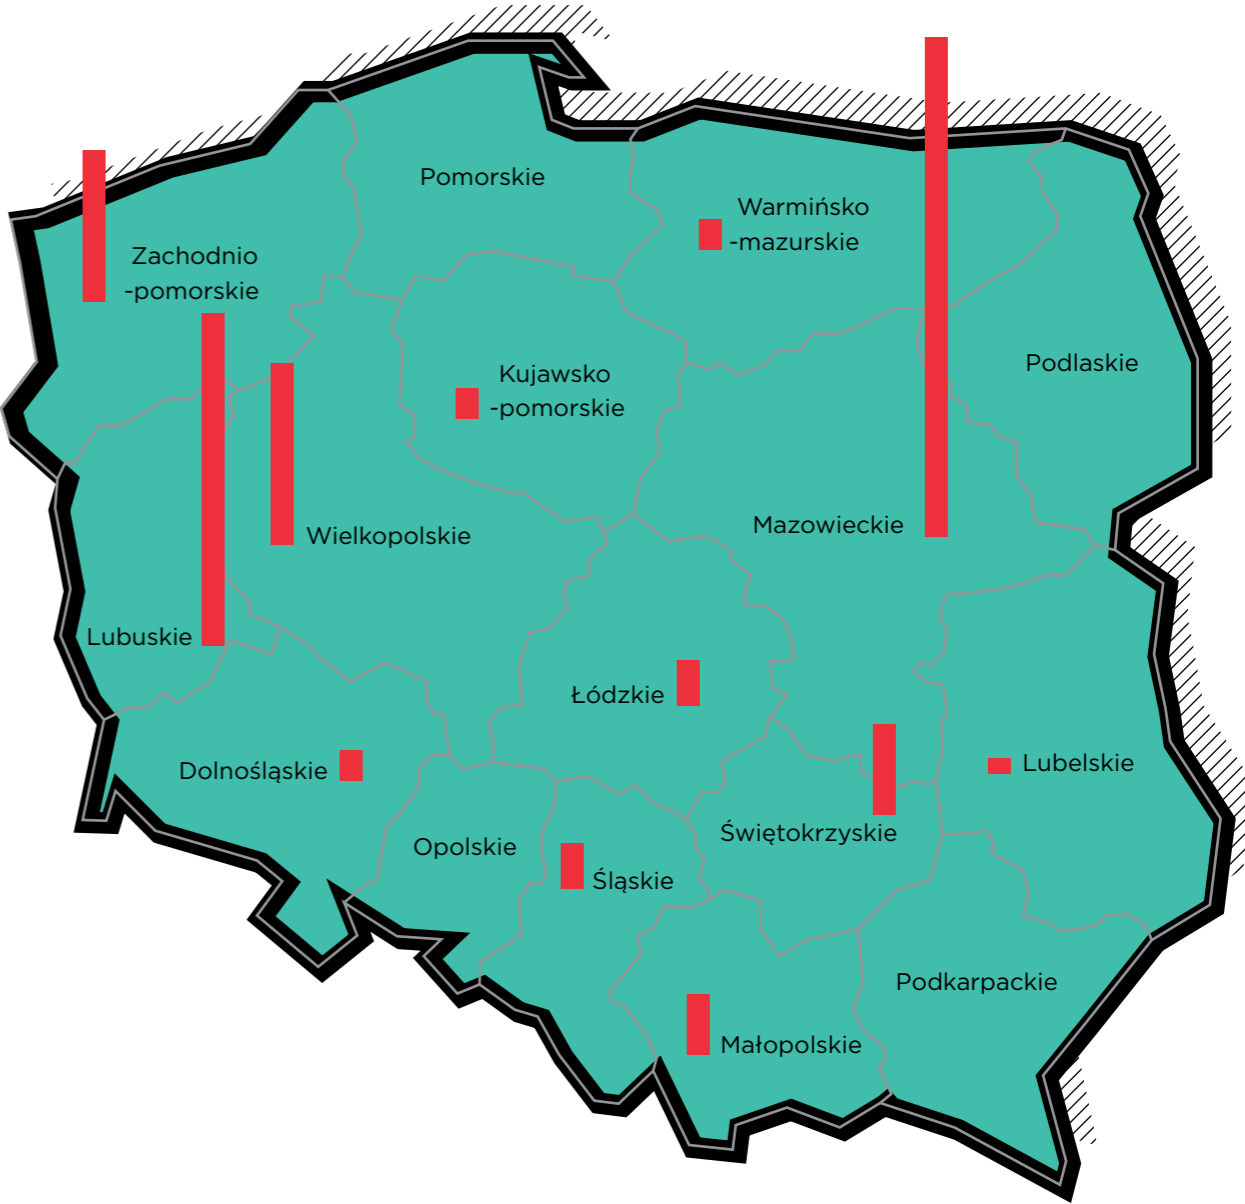 Pomorskie
Warmińsko
-mazurskie
Zachodnio
-pomorskie
Podlaskie
Kujawsko
-pomorskie
Mazowieckie
Wielkopolskie
Lubuskie
Łódzkie
Lubelskie
Dolnośląskie
Świętokrzyskie
Opolskie
Śląskie
Podkarpackie
Małopolskie